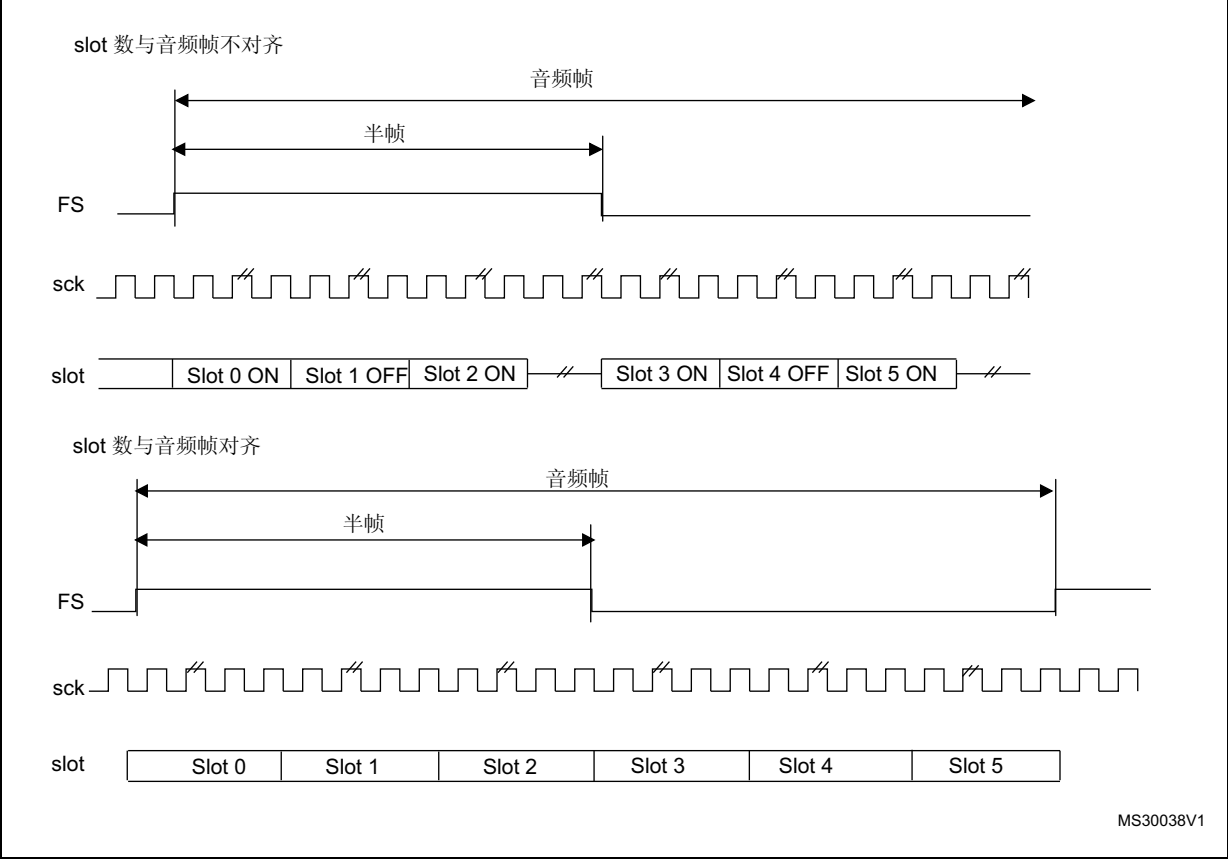 slot 数与音频帧不对齐
音频帧
半帧
FS
sck
slot Slot 0 ON Slot 1 OFF Slot 2 ON Slot 3 ON Slot 4 OFF Slot 5 ON
slot 数与音频帧对齐
音频帧
半帧
FS
sck
slot Slot 0 Slot 1 Slot 2 Slot 3 Slot 4 Slot 5
MS30038V1